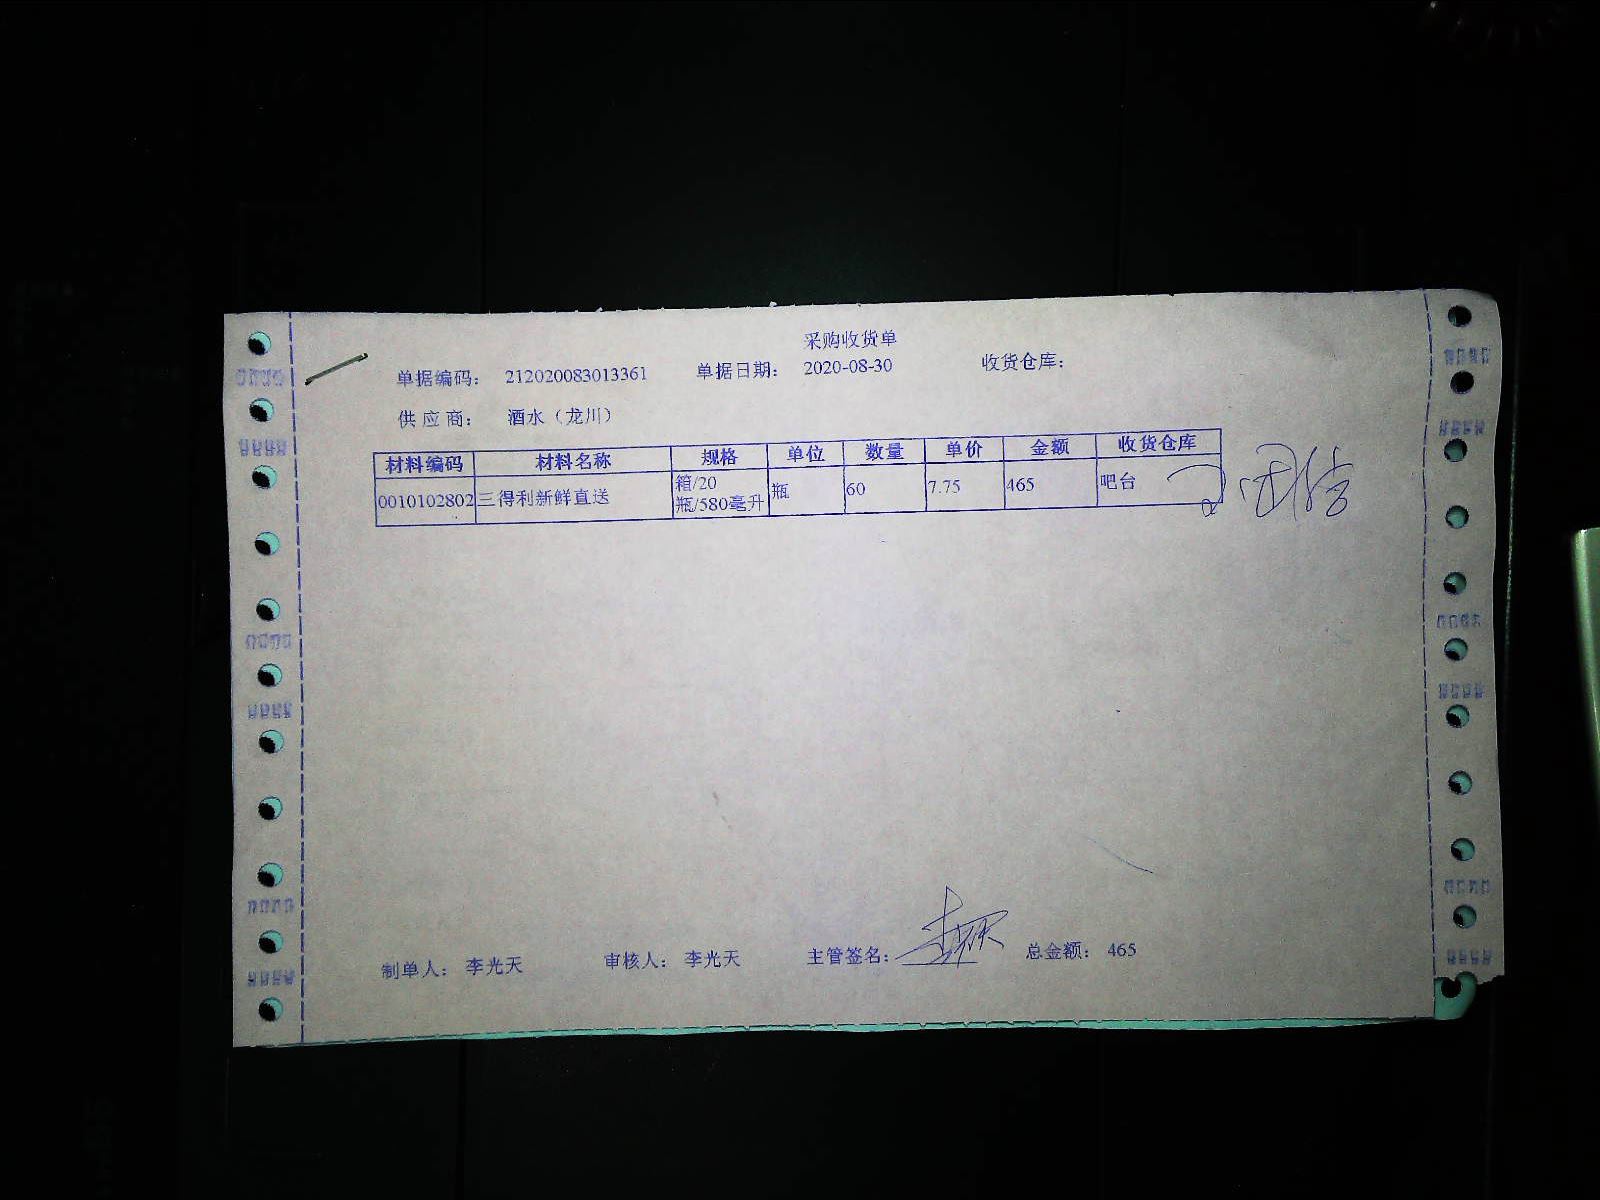 采购收货单
单据编码： 212020083013361 单据日期： 2020-08-30 收货仓库：
供 应 商： 酒水（龙川）
材料编码 材料名称 规格 单位 数量 单价 金额 收货仓库
0010102802 三得利新鲜直送 箱/20瓶/580毫升 瓶 60 7.75 465 吧台
制单人： 李光天 审核人： 李光天 主管签名： 总金额： 465